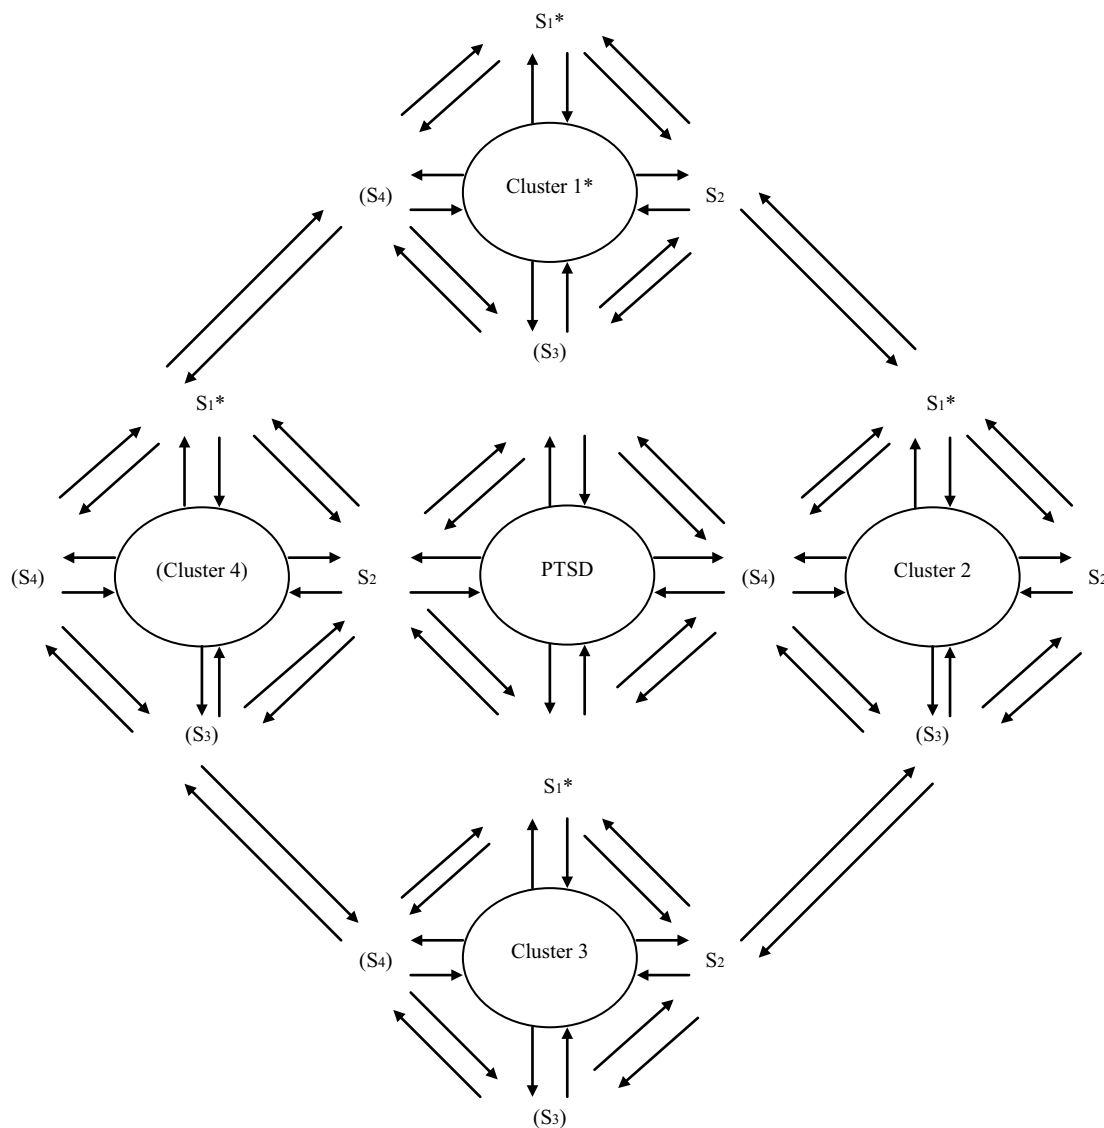 S₁*
Cluster 1*
(S₄)
S₂
(S₃)
S₁*
S₁*
(Cluster 4)
PTSD
Cluster 2
(S₄)
S₂
(S₄)
S₂
(S₃)
(S₃)
S₁*
Cluster 3
(S₄)
S₂
(S₃)